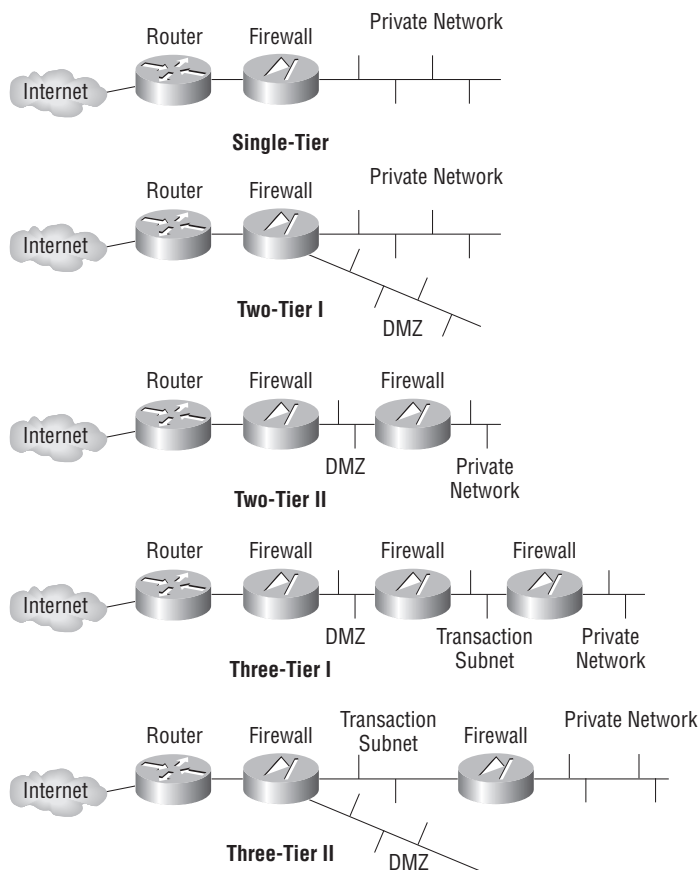 Router Firewall Private Network
Internet
Single-Tier
Router Firewall Private Network
Internet
Two-Tier I
DMZ
Router Firewall Firewall
Internet
DMZ Private
Network
Two-Tier II
Router Firewall Firewall Firewall
Internet
DMZ Transaction Private
Subnet Network
Three-Tier I
Router Firewall Transaction
Subnet Firewall Private Network
Internet
Three-Tier II
DMZ